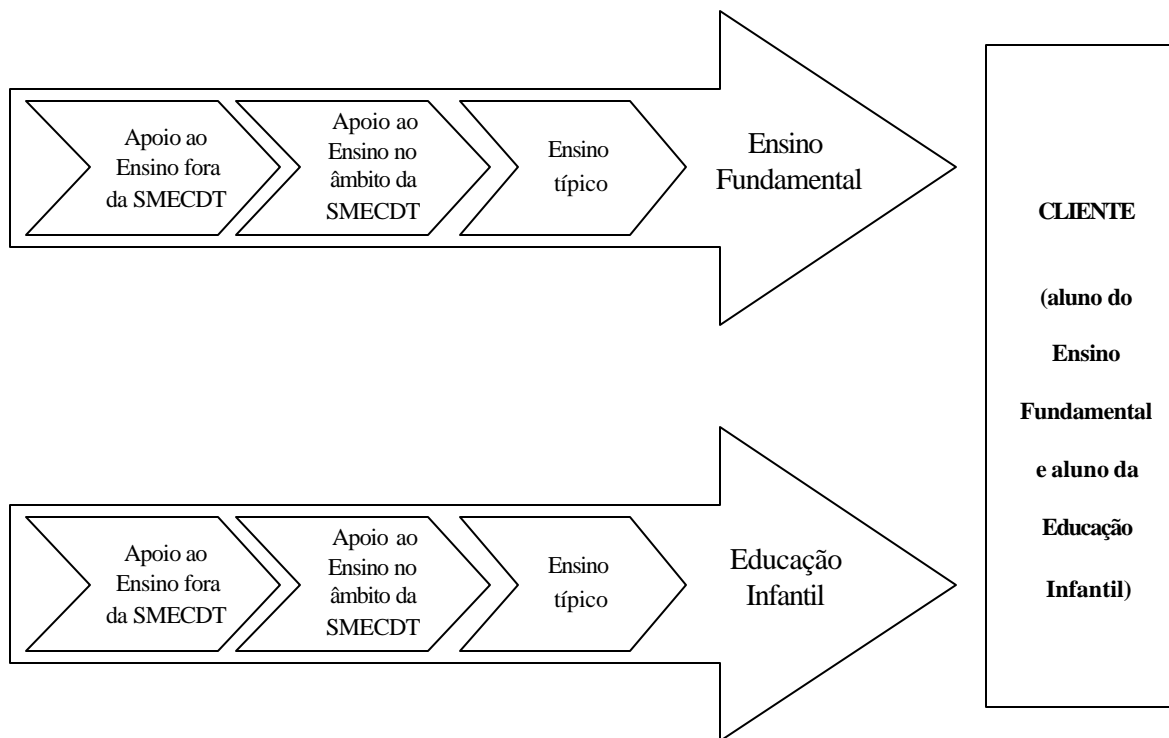 Apoio ao
Ensino fora
da SMECDT
Apoio ao
Ensino no
âmbito da
SMECDT
Ensino
típico
Ensino
Fundamental
Apoio ao
Ensino fora
da SMECDT
Apoio ao
Ensino no
âmbito da
SMECDT
Ensino
típico
Educação
Infantil
CLIENTE
(aluno do
Ensino
Fundamental
e aluno da
Educação
Infantil)